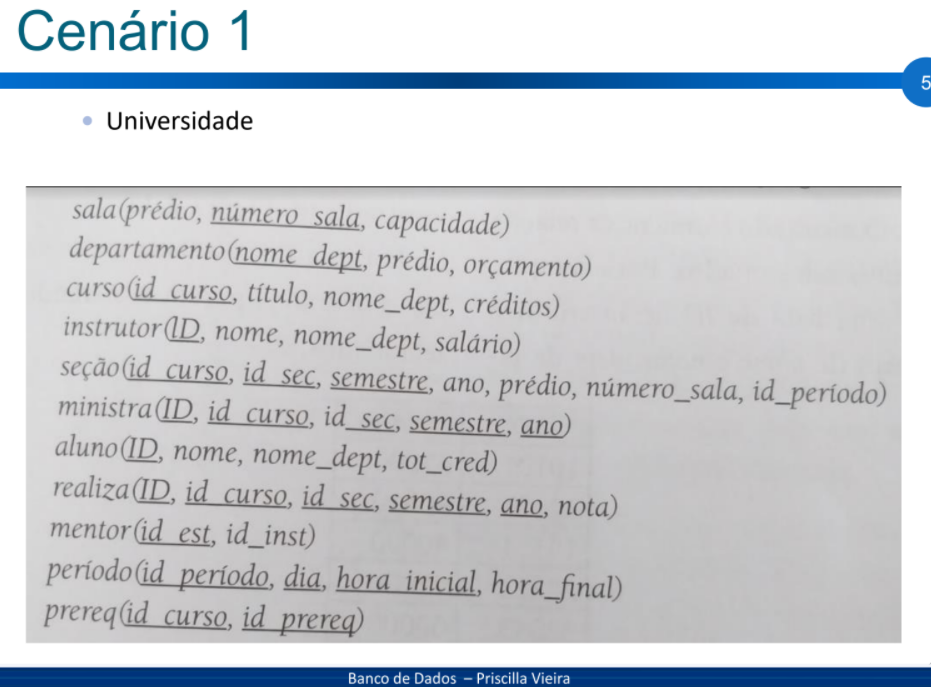 Cenário 1
5
• Universidade
sala(prédio, número_sala, capacidade)
departamento(nome_dept, prédio, orçamento)
curso(id_curso, título, nome_dept, créditos)
instrutor(ID, nome, nome_dept, salário)
seção(id_curso, id_sec, semestre, ano, prédio, número_sala, id_período)
ministra(ID, id_curso, id_sec, semestre, ano)
aluno(ID, nome, nome_dept, tot_cred)
realiza(ID, id_curso, id_sec, semestre, ano, nota)
mentor(id_est, id_inst)
período(id_período, dia, hora_inicial, hora_final)
prereq(id_curso, id_prereq)
Banco de Dados – Priscilla Vieira